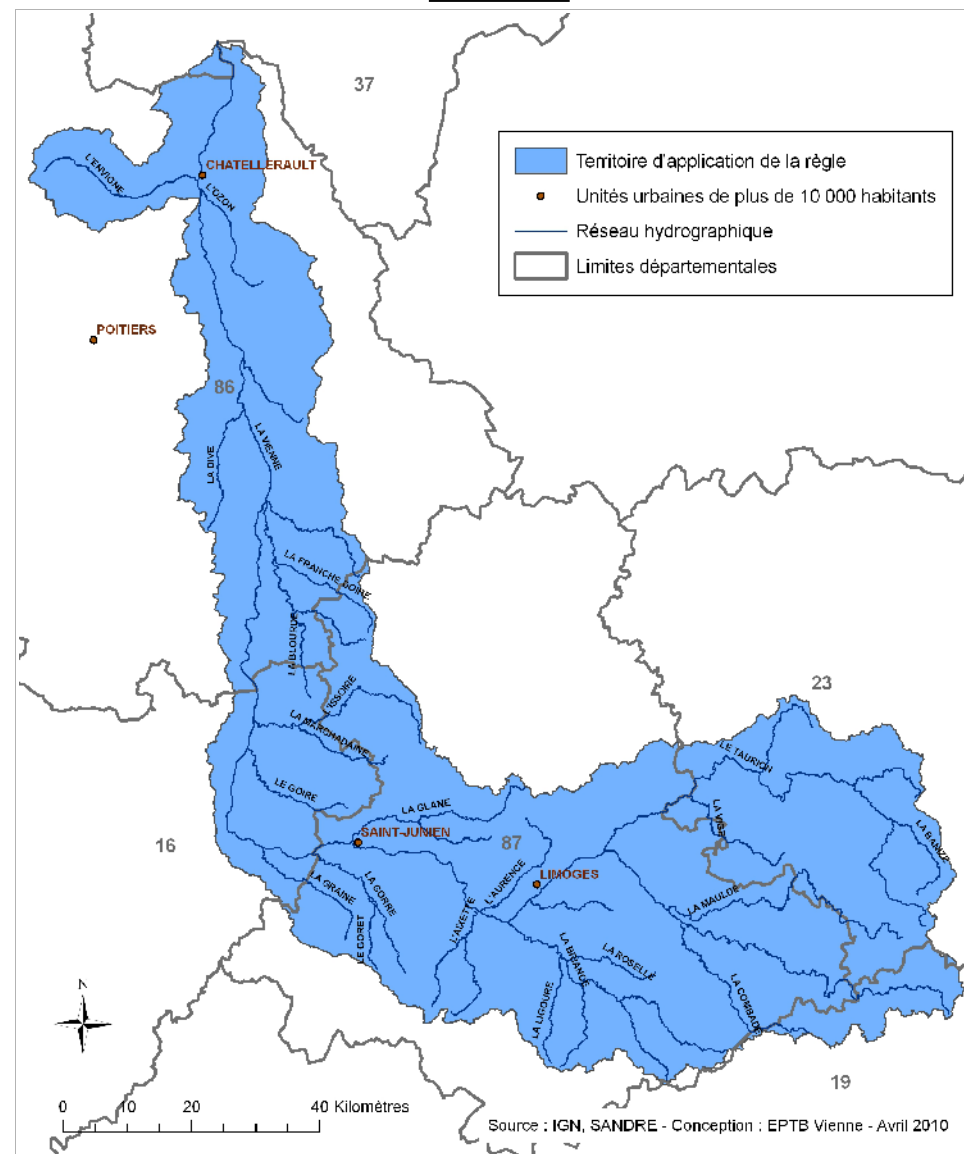 37
Territoire d'application de la règle
Unités urbaines de plus de 10 000 habitants
Réseau hydrographique
Limites départementales
L'ENVIGNE
CHATELLERAULT
L'OZON
POITIERS
86
LA VIENNE
LA DIVE
LA FRANCHE DOIRE
LA BLOURDE
L'ISSOIRE
23
LA MARCHADAINE
LE TAURION
LE GOIRE
LA GLANE
LA VIGE
LA BANIZE
SAINT-JUNIEN
16
87
LIMOGES
L'AURENCE
LA GRAINE
LA GORRE
LA MAULDE
LE GORET
L'AIXETTE
LA BRIANCE
LA ROSELLE
LA LIGOURE
LA COMBADE
N
19
0 10 20 40 Kilomètres
Source : IGN, SANDRE - Conception : EPTB Vienne - Avril 2010